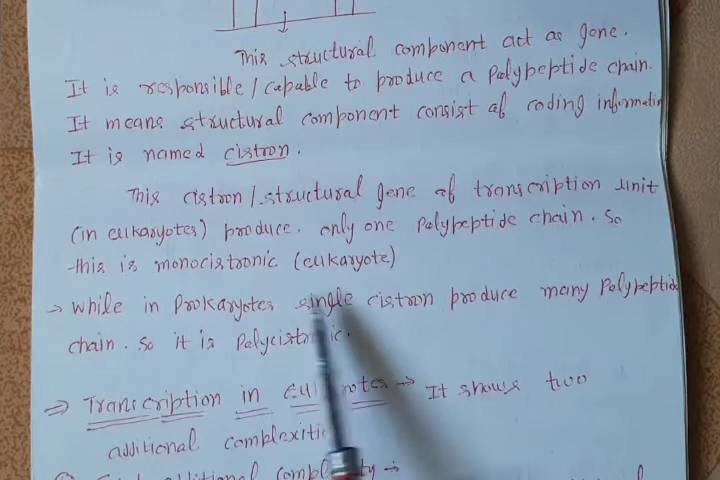 This structural component act as gene.
It is responsible/capable to produce a Polypeptide chain.
It means structural component consist of coding information
It is named cistron.
This cistron/structural gene of transcription unit
(in eukaryotes) produce only one Polypeptide chain. So
this is monocistronic (eukaryote)
→ while in Prokaryotes single cistron produce many Polypeptide
chain. So it is
⇒ Transcription in → It shows two
additional
additional